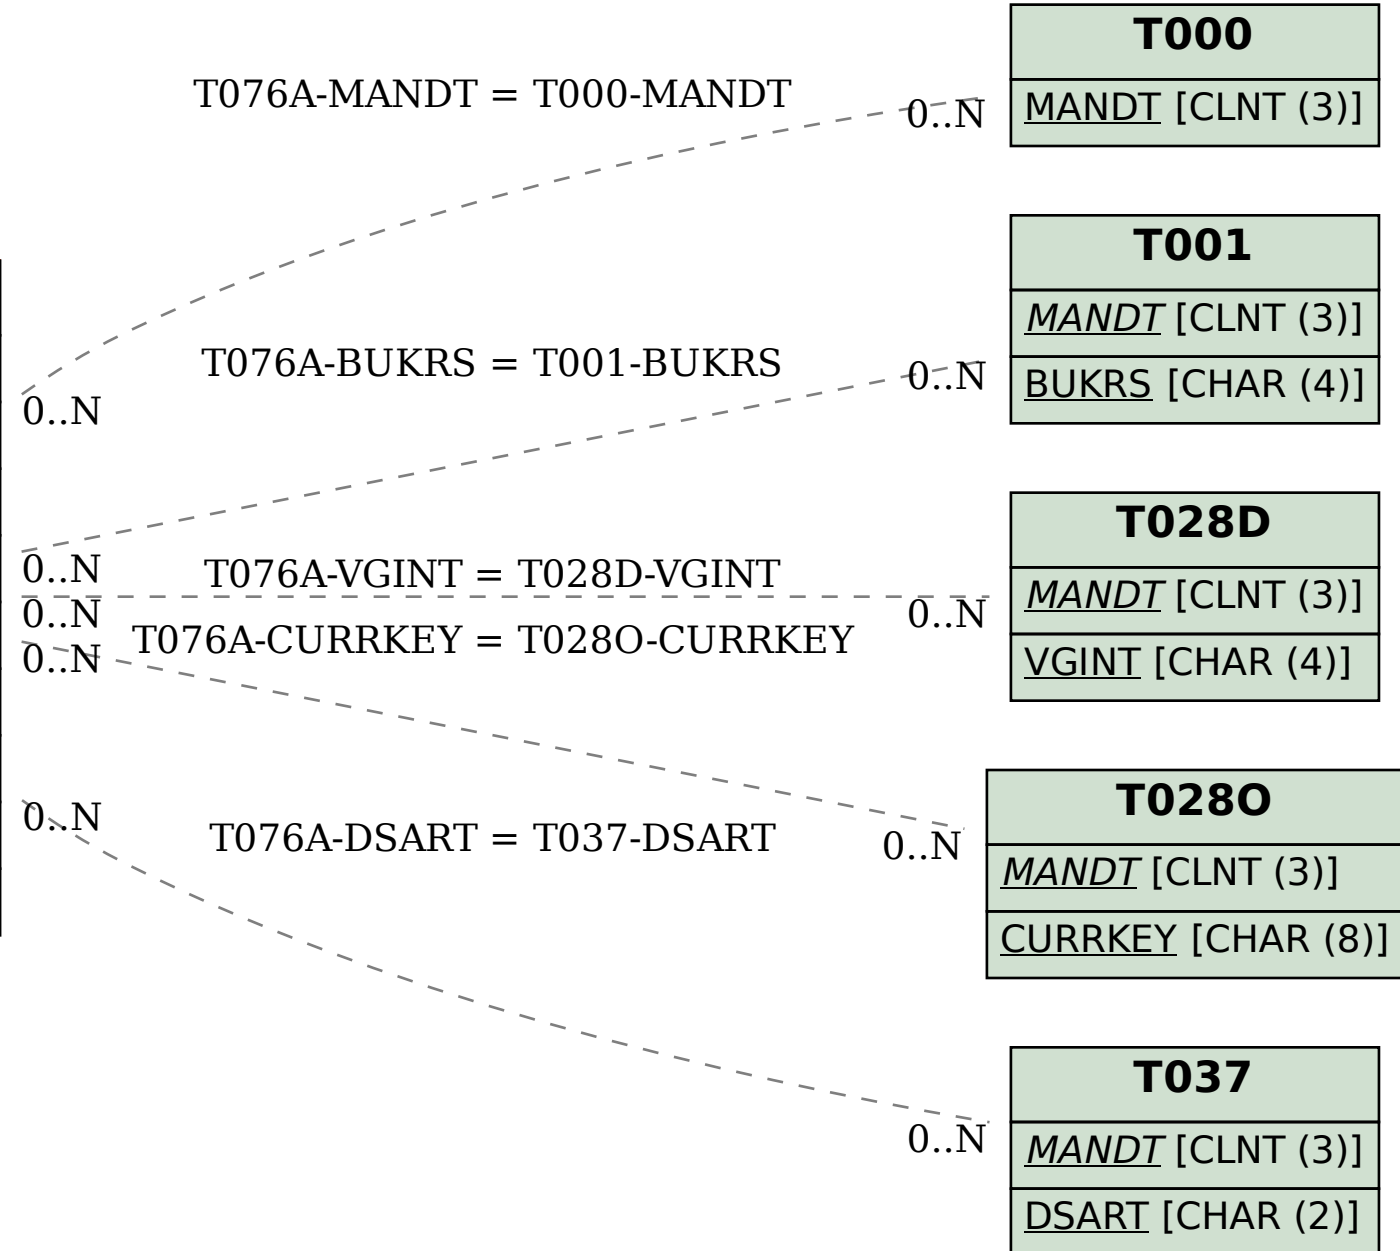 T000
T076A-MANDT = T000-MANDT
0..N
MANDT [CLNT (3)]
T001
MANDT [CLNT (3)]
T076A-BUKRS = T001-BUKRS
0..N
BUKRS [CHAR (4)]
0..N
T028D
0..N
T076A-VGINT = T028D-VGINT
MANDT [CLNT (3)]
0..N
0..N
T076A-CURRKEY = T028O-CURRKEY
0..N
VGINT [CHAR (4)]
T028O
0..N
T076A-DSART = T037-DSART
0..N
MANDT [CLNT (3)]
CURRKEY [CHAR (8)]
T037
0..N
MANDT [CLNT (3)]
DSART [CHAR (2)]